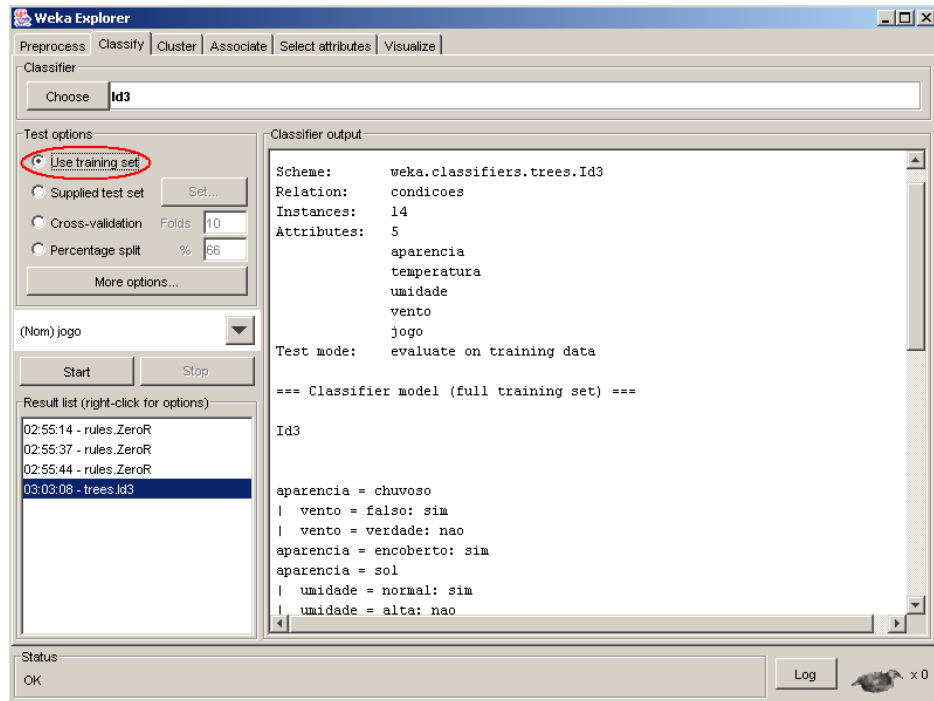 Weka Explorer
Preprocess Classify Cluster Associate Select attributes Visualize
Classifier
Choose Id3
Test options
Use training set
Supplied test set Set...
Cross-validation Folds 10
Percentage split % 66
More options...
(Nom) jogo
Start Stop
Result list (right-click for options)
02:55:14 - rules.ZeroR
02:55:37 - rules.ZeroR
02:55:44 - rules.ZeroR
03:03:08 - trees.Id3
Classifier output
Scheme: weka.classifiers.trees.Id3
Relation: condicoes
Instances: 14
Attributes: 5
aparencia
temperatura
umidade
vento
jogo
Test mode: evaluate on training data
=== Classifier model (full training set) ===
Id3
aparencia = chuvoso
| vento = falso: sim
| vento = verdade: nao
aparencia = encoberto: sim
aparencia = sol
| umidade = normal: sim
| umidade = alta: nao
Status
OK
Log x 0